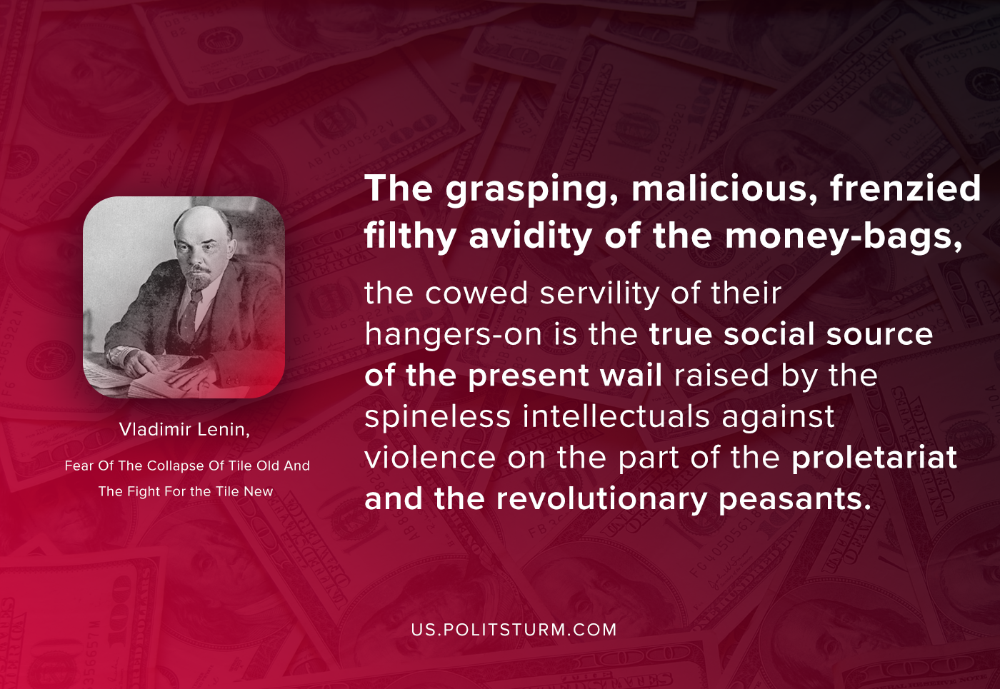 The grasping, malicious, frenzied
filthy avidity of the money-bags,
the cowed servility of their
hangers-on is the true social source
of the present wail raised by the
spineless intellectuals against
violence on the part of the proletariat
and the revolutionary peasants.
Vladimir Lenin,
Fear Of The Collapse Of Tile Old And
The Fight For the Tile New
US.POLITSTURM.COM